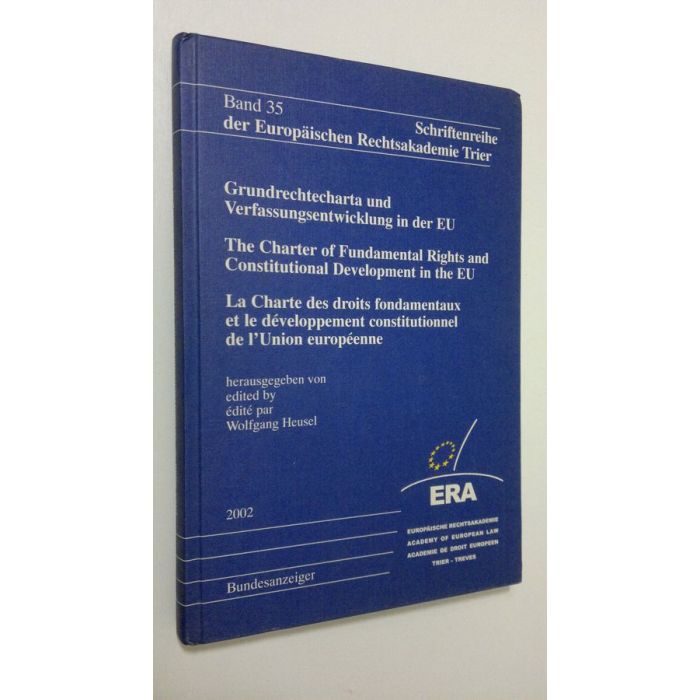 Schriftenreihe
Band 35
der Europäischen Rechtsakademie Trier
Grundrechtecharta und
Verfassungsentwicklung in der EU
The Charter of Fundamental Rights and
Constitutional Development in the EU
La Charte des droits fondamentaux
et le développement constitutionnel
de l'Union européenne
herausgegeben von
edited by
édité par
Wolfgang Heusel
ERA
EUROPÄISCHE RECHTSAKADEMIE
ACADEMY OF EUROPEAN LAW
ACADEMIE DE DROIT EUROPEEN
TRIER - TREVES
2002
Bundesanzeiger